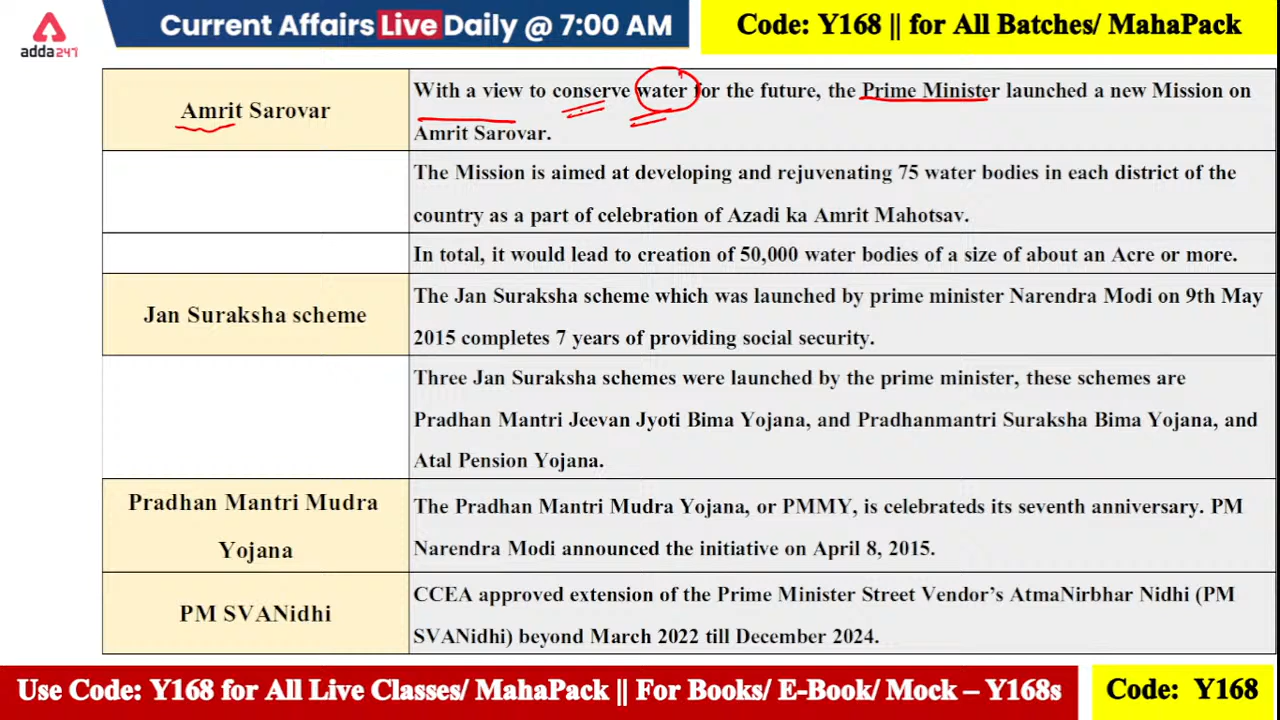 adda247
Current Affairs Live Daily @ 7:00 AM
Code: Y168 || for All Batches/ MahaPack
Amrit Sarovar
With a view to conserve water for the future, the Prime Minister launched a new Mission on
Amrit Sarovar.
The Mission is aimed at developing and rejuvenating 75 water bodies in each district of the
country as a part of celebration of Azadi ka Amrit Mahotsav.
In total, it would lead to creation of 50,000 water bodies of a size of about an Acre or more.
Jan Suraksha scheme
The Jan Suraksha scheme which was launched by prime minister Narendra Modi on 9th May
2015 completes 7 years of providing social security.
Three Jan Suraksha schemes were launched by the prime minister, these schemes are
Pradhan Mantri Jeevan Jyoti Bima Yojana, and Pradhanmantri Suraksha Bima Yojana, and
Atal Pension Yojana.
Pradhan Mantri Mudra
Yojana
The Pradhan Mantri Mudra Yojana, or PMMY, is celebrateds its seventh anniversary. PM
Narendra Modi announced the initiative on April 8, 2015.
PM SVANidhi
CCEA approved extension of the Prime Minister Street Vendor's AtmaNirbhar Nidhi (PM
SVANidhi) beyond March 2022 till December 2024.
Use Code: Y168 for All Live Classes/ MahaPack || For Books/ E-Book/ Mock – Y168s
Code: Y168